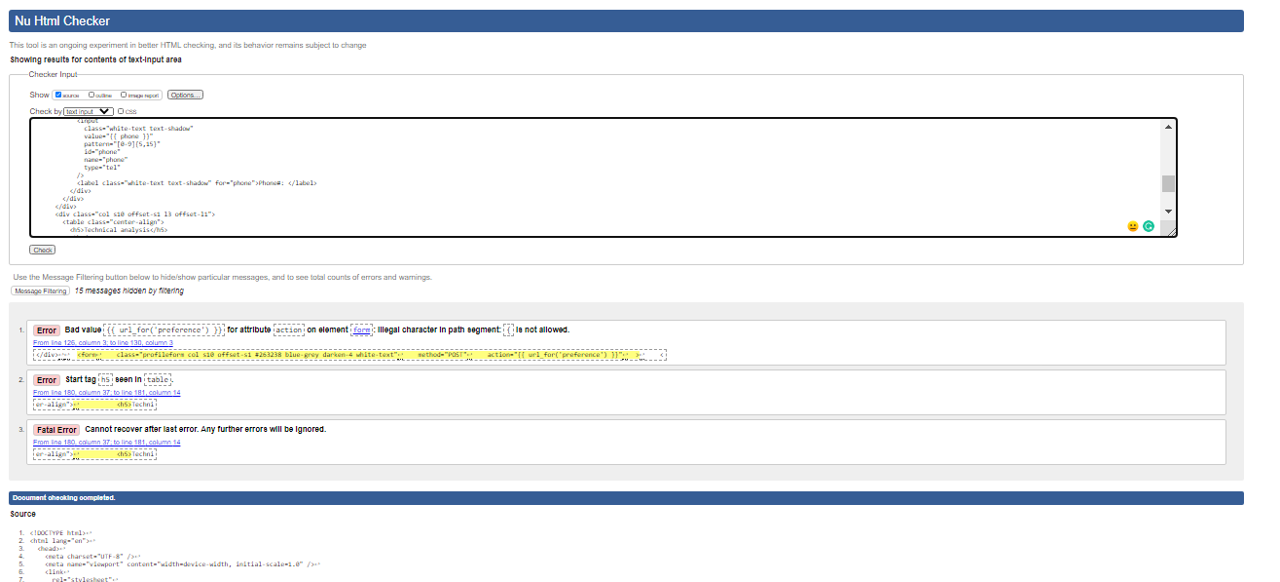 Nu Html Checker
This tool is an ongoing experiment in better HTML checking, and its behavior remains subject to change
Showing results for contents of text-input area
Checker Input
Show source outline image report Options...
Check by text input css
<input
class="white-text text-shadow"
value="{{ phone }}"
pattern="[0-9]{5,15}"
id="phone"
name="phone"
type="tel"
/>
<label class="white-text text-shadow" for="phone">Phone#: </label>
</div>
</div>
</div>
<div class="col s10 offset-s1 l3 offset-l1">
<table class="center-align">
<h5>Technical analysis</h5>
Check
Use the Message Filtering button below to hide/show particular messages, and to see total counts of errors and warnings.
Message Filtering 15 messages hidden by filtering
1. Error Bad value {{ url_for('preference') }} for attribute action on element form: Illegal character in path segment: { is not allowed.
From line 126, column 3; to line 130, column 3
</div>↩↩ <form↩ class="profileform col s10 offset-s1 #263238 blue-grey darken-4 white-text"↩ method="POST"↩ action="{{ url_for('preference') }}"↩ >↩ <
2. Error Start tag h5 seen in table.
From line 180, column 37; to line 181, column 14
er-align">↩ <h5>Techni
3. Fatal Error Cannot recover after last error. Any further errors will be ignored.
From line 180, column 37; to line 181, column 14
er-align">↩ <h5>Techni
Document checking completed.
Source
1. <!DOCTYPE html>↩
2. <html lang="en">↩
3. <head>↩
4. <meta charset="UTF-8" />↩
5. <meta name="viewport" content="width=device-width, initial-scale=1.0" />↩
6. <link↩
7. rel="stylesheet"↩